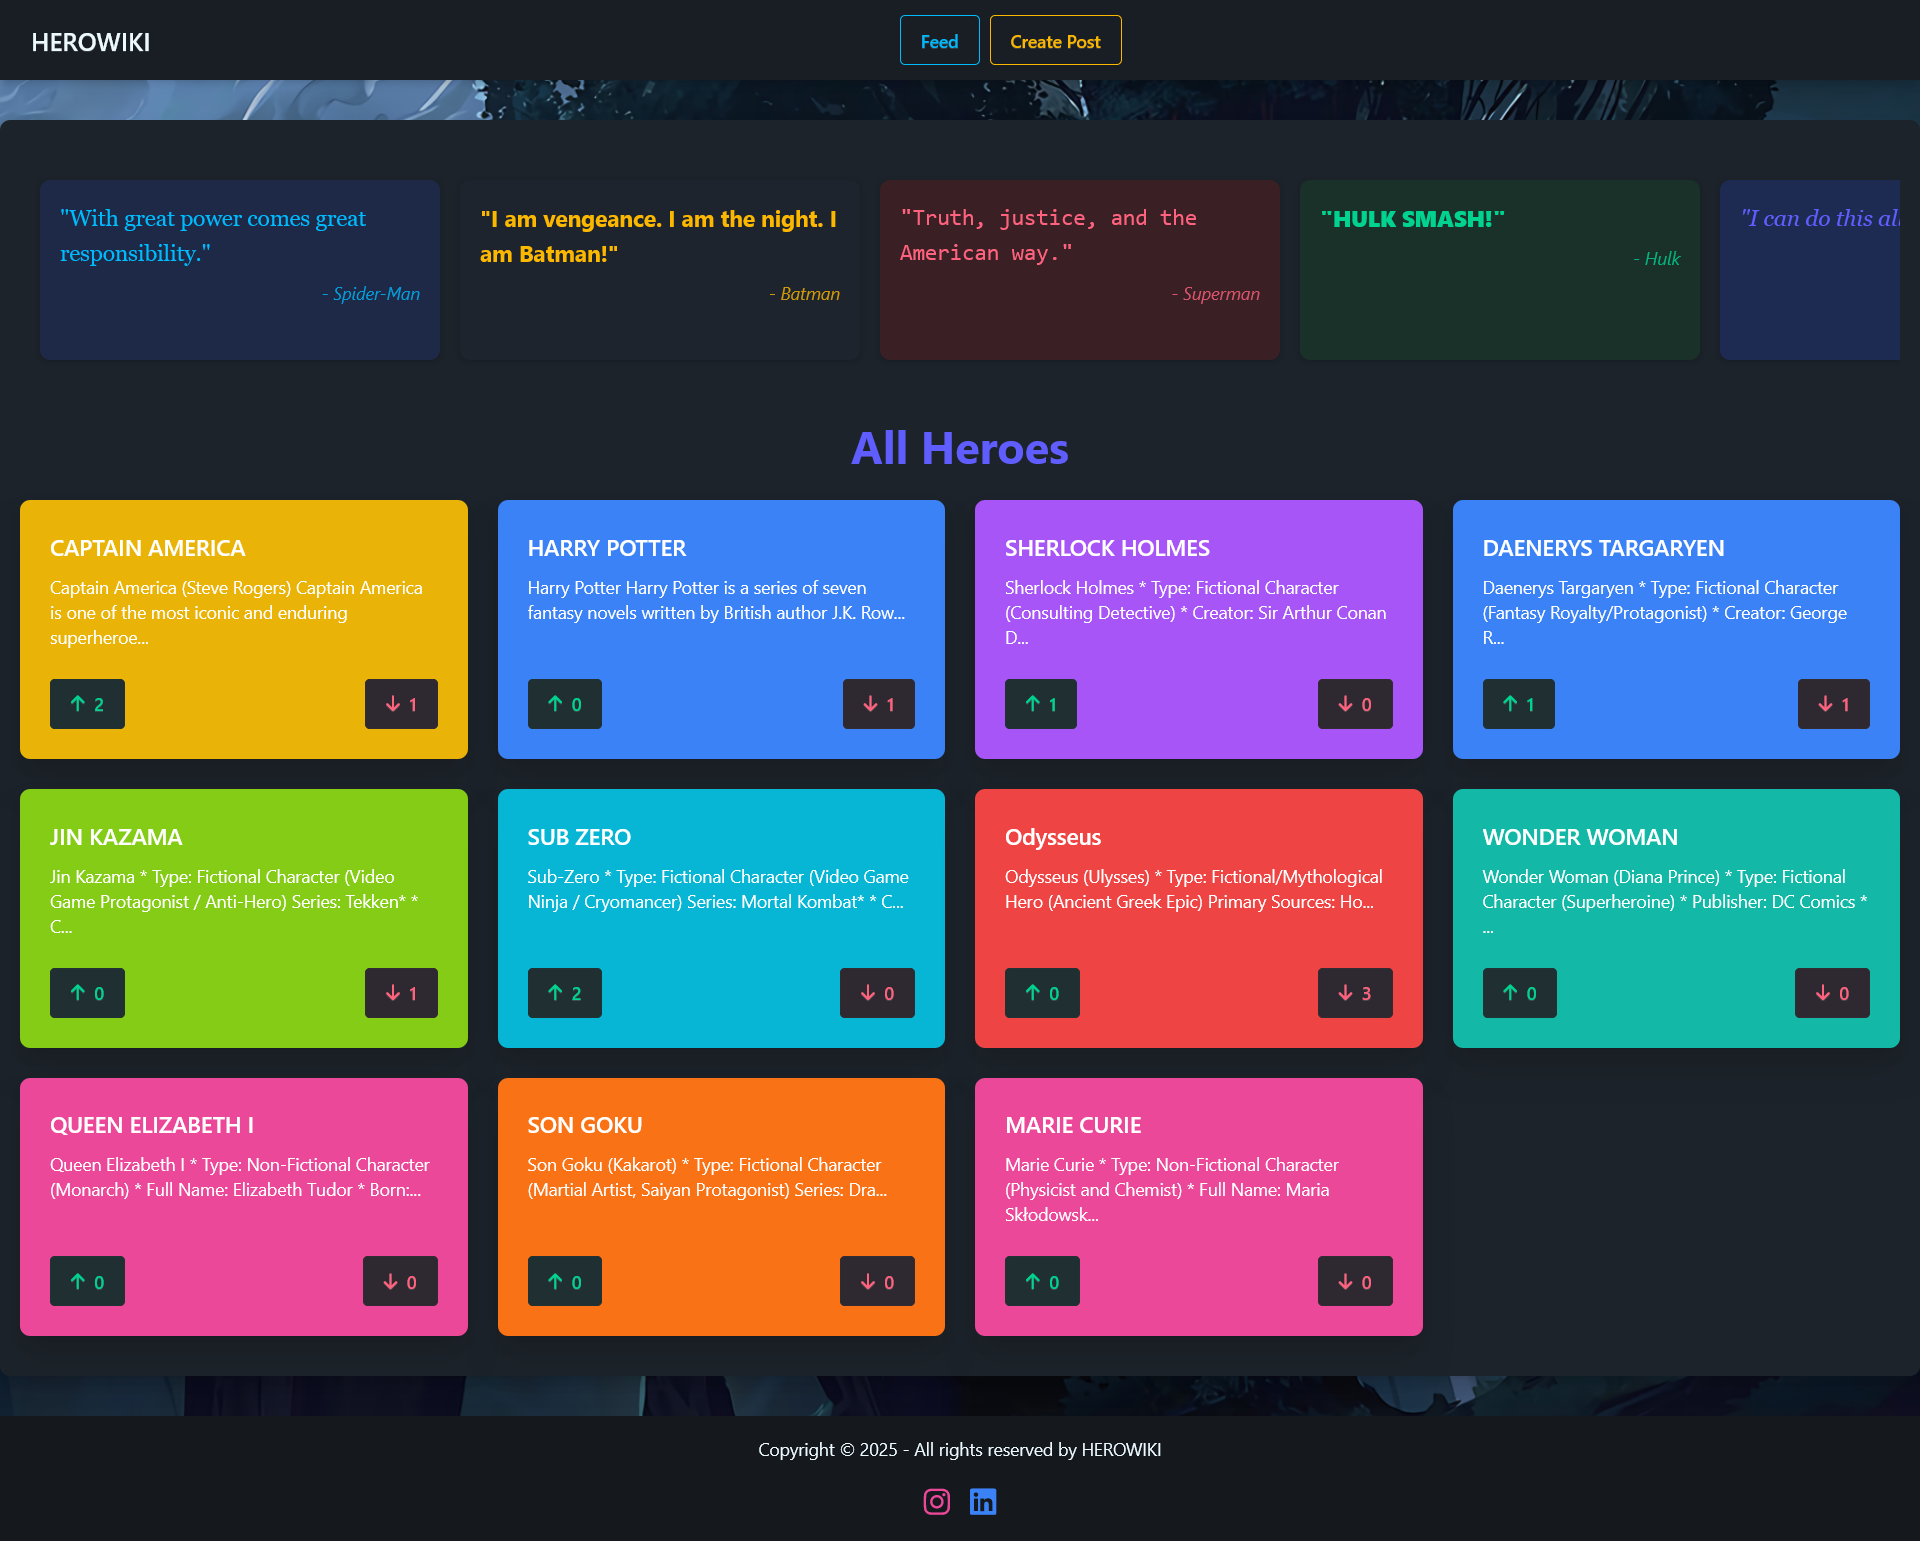 HEROWIKI
Feed
Create Post
"With great power comes great
responsibility."
- Spider-Man
"I am vengeance. I am the night. I
am Batman!"
- Batman
"Truth, justice, and the
American way."
- Superman
"HULK SMASH!"
- Hulk
"I can do this al
All Heroes
CAPTAIN AMERICA
Captain America (Steve Rogers) Captain America
is one of the most iconic and enduring
superheroe...
↑ 2
↓ 1
HARRY POTTER
Harry Potter Harry Potter is a series of seven
fantasy novels written by British author J.K. Row...
↑ 0
↓ 1
SHERLOCK HOLMES
Sherlock Holmes * Type: Fictional Character
(Consulting Detective) * Creator: Sir Arthur Conan
D...
↑ 1
↓ 0
DAENERYS TARGARYEN
Daenerys Targaryen * Type: Fictional Character
(Fantasy Royalty/Protagonist) * Creator: George
R...
↑ 1
↓ 1
JIN KAZAMA
Jin Kazama * Type: Fictional Character (Video
Game Protagonist / Anti-Hero) Series: Tekken* *
C...
↑ 0
↓ 1
SUB ZERO
Sub-Zero * Type: Fictional Character (Video Game
Ninja / Cryomancer) Series: Mortal Kombat* * C...
↑ 2
↓ 0
Odysseus
Odysseus (Ulysses) * Type: Fictional/Mythological
Hero (Ancient Greek Epic) Primary Sources: Ho...
↑ 0
↓ 3
WONDER WOMAN
Wonder Woman (Diana Prince) * Type: Fictional
Character (Superheroine) * Publisher: DC Comics *
...
↑ 0
↓ 0
QUEEN ELIZABETH I
Queen Elizabeth I * Type: Non-Fictional Character
(Monarch) * Full Name: Elizabeth Tudor * Born:...
↑ 0
↓ 0
SON GOKU
Son Goku (Kakarot) * Type: Fictional Character
(Martial Artist, Saiyan Protagonist) Series: Dra...
↑ 0
↓ 0
MARIE CURIE
Marie Curie * Type: Non-Fictional Character
(Physicist and Chemist) * Full Name: Maria
Skłodowsk...
↑ 0
↓ 0
Copyright © 2025 - All rights reserved by HEROWIKI